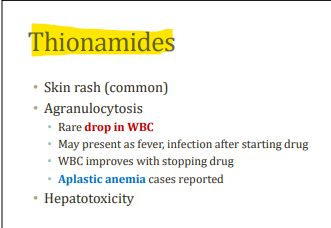 Thionamides
• Skin rash (common)
• Agranulocytosis
• Rare drop in WBC
• May present as fever, infection after starting drug
• WBC improves with stopping drug
• Aplastic anemia cases reported
• Hepatotoxicity